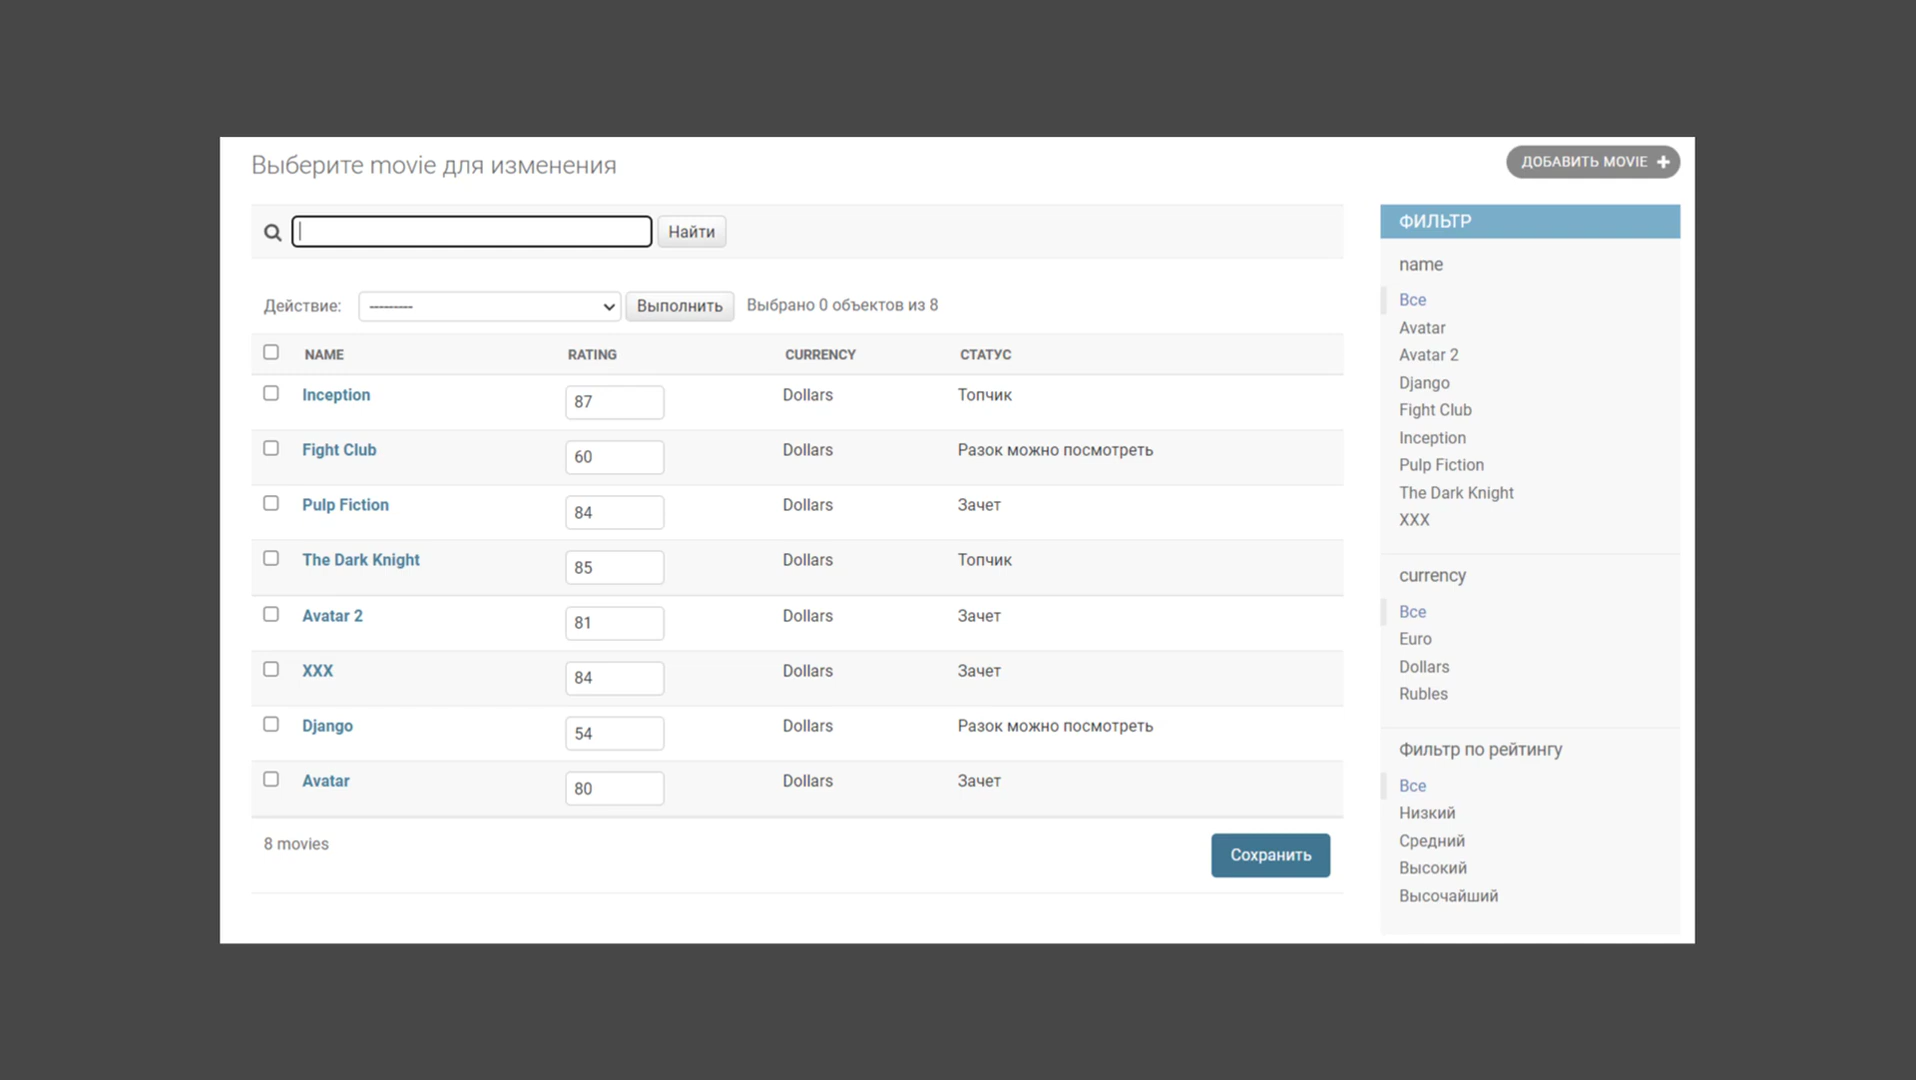 Выберите movie для изменения
ДОБАВИТЬ MOVIE +
Найти
Действие: --------- Выполнить Выбрано 0 объектов из 8
NAME RATING CURRENCY СТАТУС
Inception 87 Dollars Топчик
Fight Club 60 Dollars Разок можно посмотреть
Pulp Fiction 84 Dollars Зачет
The Dark Knight 85 Dollars Топчик
Avatar 2 81 Dollars Зачет
XXX 84 Dollars Зачет
Django 54 Dollars Разок можно посмотреть
Avatar 80 Dollars Зачет
8 movies
Сохранить
ФИЛЬТР
name
Все
Avatar
Avatar 2
Django
Fight Club
Inception
Pulp Fiction
The Dark Knight
XXX
currency
Все
Euro
Dollars
Rubles
Фильтр по рейтингу
Все
Низкий
Средний
Высокий
Высочайший